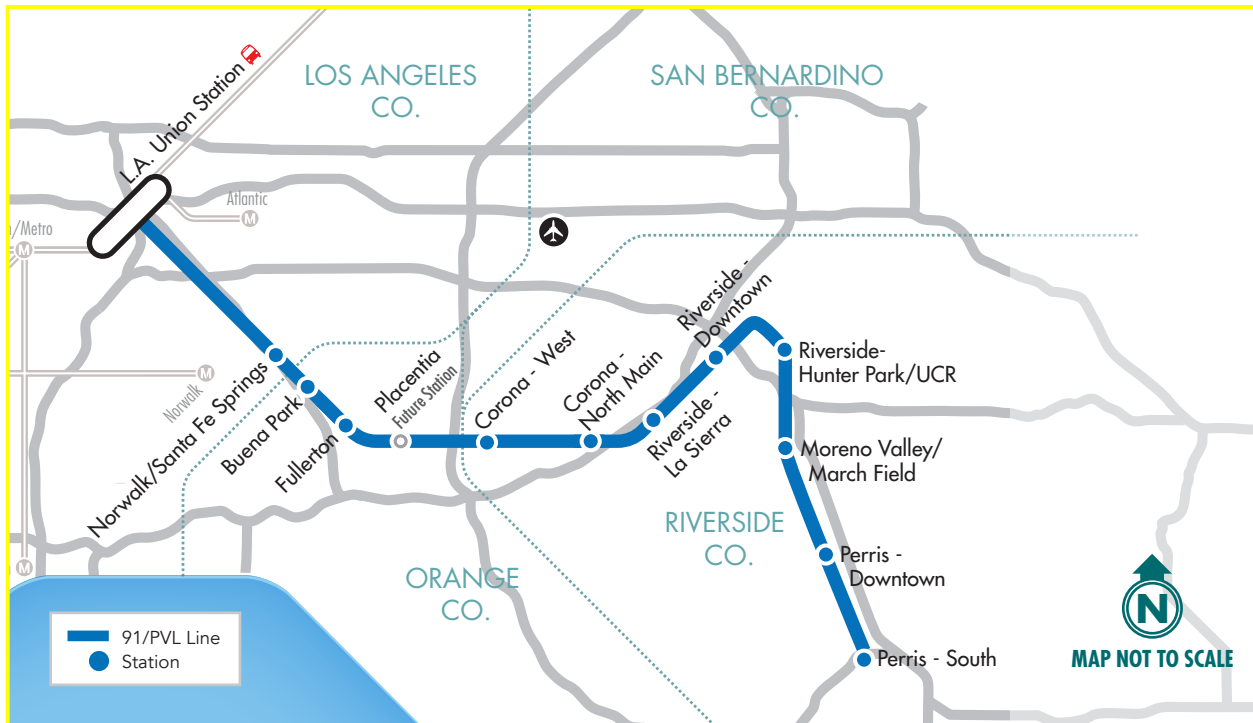 LOS ANGELES
CO.
SAN BERNARDINO
CO.
L.A. Union Station
Atlantic
M
/Metro
M
Norwalk
M
Norwalk/Santa Fe Springs
Buena Park
Fullerton
Placentia
Future Station
Corona - West
Corona -
North Main
Riverside -
La Sierra
Riverside -
Downtown
Riverside-
Hunter Park/UCR
Moreno Valley/
March Field
Perris -
Downtown
Perris - South
RIVERSIDE
CO.
ORANGE
CO.
M
91/PVL Line
Station
N
MAP NOT TO SCALE